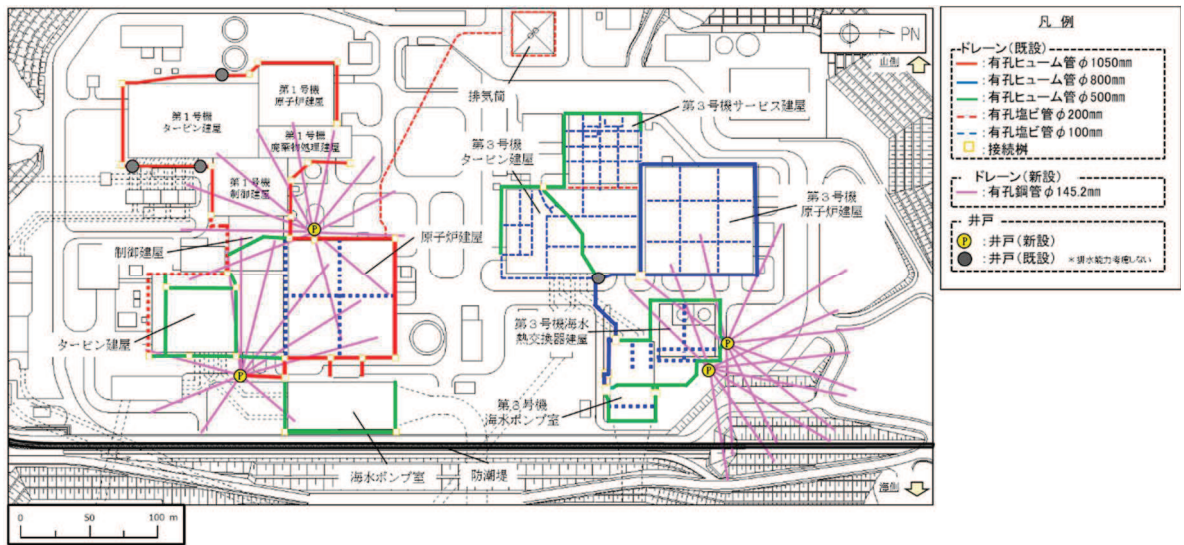 PN
山側
排気筒
第3号機サービス建屋
第1号機
原子炉建屋
第1号機
タービン建屋
第1号機
廃棄物処理建屋
第3号機
タービン建屋
第1号機
制御建屋
第3号機
原子炉建屋
制御建屋
原子炉建屋
タービン建屋
第3号機海水
熱交換器建屋
第3号機
海水ポンプ室
海水ポンプ室
防潮堤
海側
0 50 100 m
凡 例
ドレーン(既設)
:有孔ヒューム管φ1050mm
:有孔ヒューム管φ800mm
:有孔ヒューム管φ500mm
:有孔塩ビ管φ200mm
:有孔塩ビ管φ100mm
:接続桝
ドレーン(新設)
:有孔鋼管φ145.2mm
井戸
P :井戸(新設)
:井戸(既設) *排水能力考慮しない
P
P
P
P